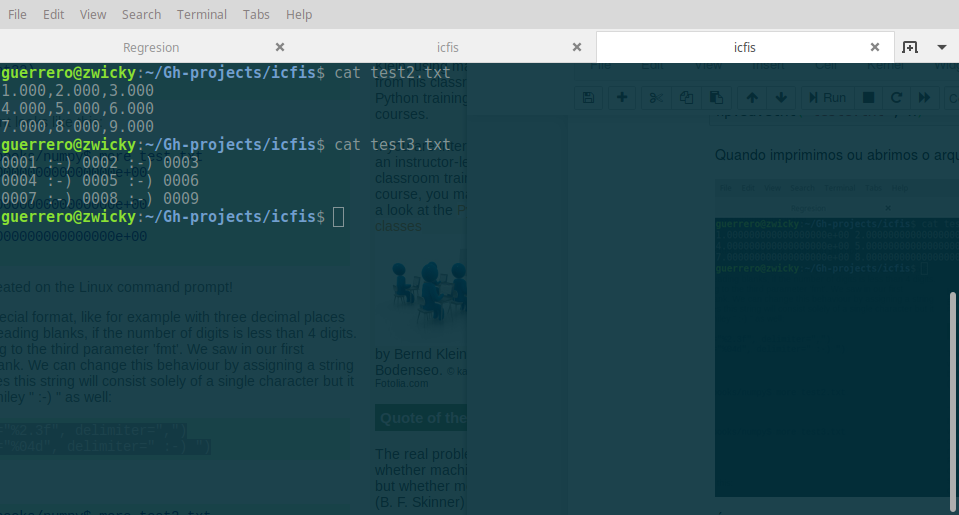 File Edit View Search Terminal Tabs Help
Regresion icfis icfis
guerrero@zwicky:~/Gh-projects/icfis$ cat test2.txt
1.000,2.000,3.000
4.000,5.000,6.000
7.000,8.000,9.000
guerrero@zwicky:~/Gh-projects/icfis$ cat test3.txt
0001 :-) 0002 :-) 0003
0004 :-) 0005 :-) 0006
0007 :-) 0008 :-) 0009
guerrero@zwicky:~/Gh-projects/icfis$
000000000000000e+00
eated on the Linux command prompt!
ecial format, like for example with three decimal places
eading blanks, if the number of digits is less than 4 digits.
g to the third parameter 'fmt'. We saw in our first
ank. We can change this behaviour by assigning a string
es this string will consist solely of a single character but it
miley " :-) " as well:
="%2.3f", delimiter=",")
="%04d", delimiter=" :-) ")
from his classr
Python training
courses.
an instructor-le
classroom train
course, you ma
a look at the P
classes
by Bernd Klein
Bodenseo. © ka
Fotolia.com
Quote of the
The real proble
whether machi
but whether m
(B. F. Skinner)
Run
Quando imprimimos ou abrimos o arqu
guerrero@zwicky:~/Gh-projects/icfis$